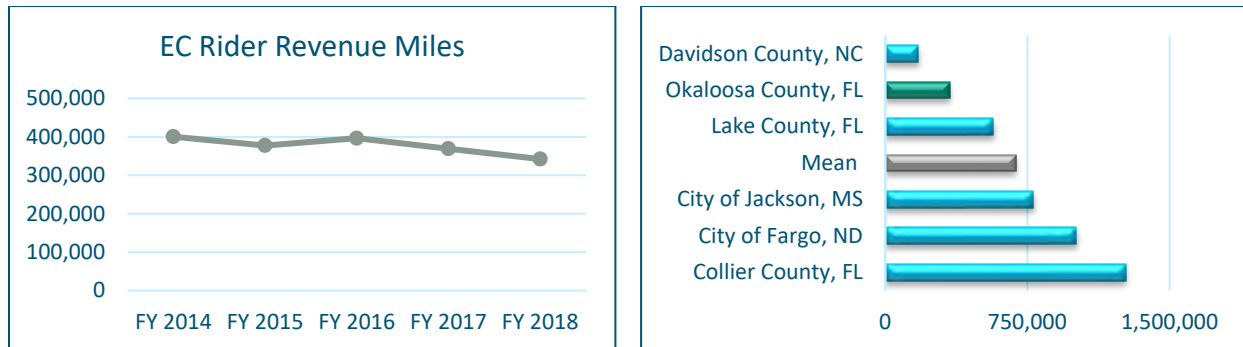 EC Rider Revenue Miles
500,000
400,000
300,000
200,000
100,000
0
FY 2014 FY 2015 FY 2016 FY 2017 FY 2018
Davidson County, NC
Okaloosa County, FL
Lake County, FL
Mean
City of Jackson, MS
City of Fargo, ND
Collier County, FL
0 750,000 1,500,000